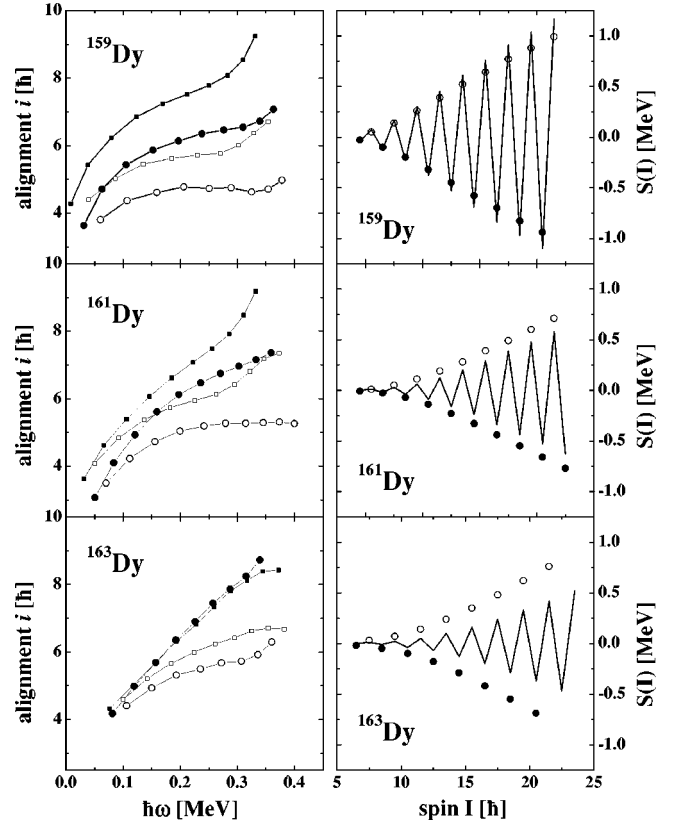 ¹⁵⁹Dy
10
8
6
4
alignment i [ħ]
1.0
0.5
0.0
-0.5
-1.0
S(I) [MeV]
¹⁵⁹Dy
¹⁶¹Dy
10
8
6
4
alignment i [ħ]
1.0
0.5
0.0
-0.5
-1.0
S(I) [MeV]
¹⁶¹Dy
¹⁶³Dy
10
8
6
4
alignment i [ħ]
0.0 0.1 0.2 0.3 0.4
ħω [MeV]
1.0
0.5
0.0
-0.5
-1.0
S(I) [MeV]
¹⁶³Dy
5 10 15 20 25
spin I [ħ]